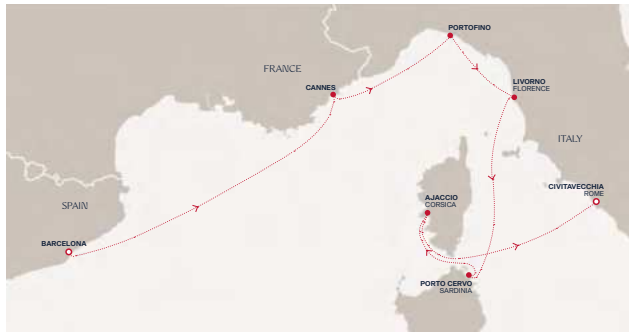 PORTOFINO
FRANCE
CANNES
LIVORNO
FLORENCE
ITALY
CIVITAVECCHIA
ROME
AJACCIO
CORSICA
SPAIN
BARCELONA
PORTO CERVO
SARDINIA